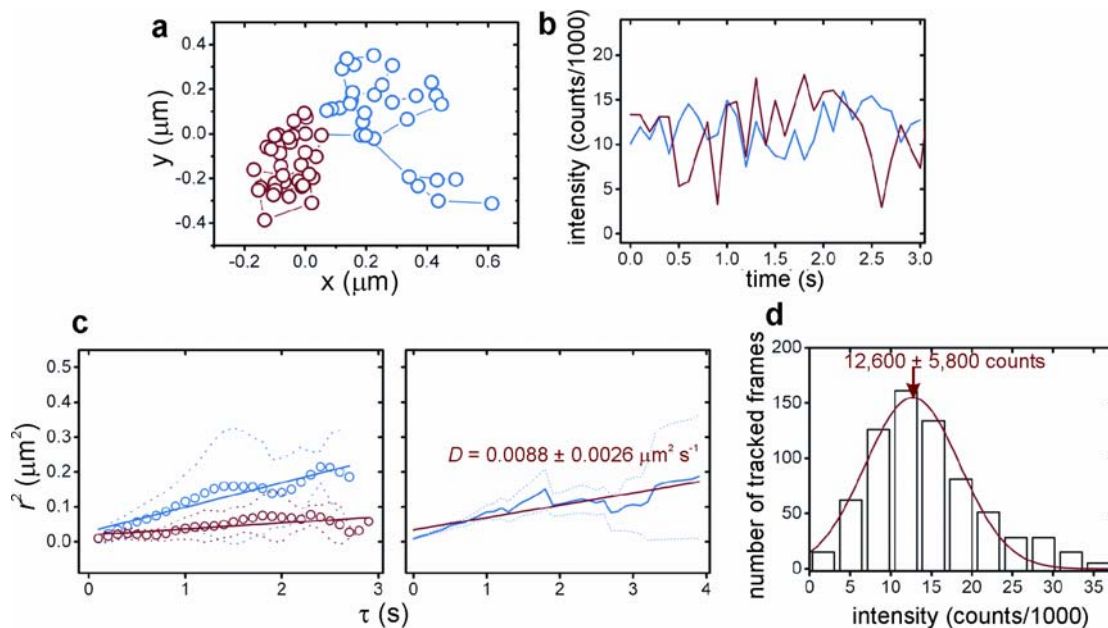 a
y (μm)
0.4
0.2
0.0
-0.2
-0.4
-0.2 0.0 0.2 0.4 0.6
x (μm)
b
intensity (counts/1000)
20
15
10
5
0
0.0 0.5 1.0 1.5 2.0 2.5 3.0
time (s)
c
r² (μm²)
0.5
0.4
0.3
0.2
0.1
0.0
0 1 2 3
D = 0.0088 ± 0.0026 μm² s⁻¹
0 1 2 3 4
τ (s)
d
number of tracked frames
200
150
100
50
0
12,600 ± 5,800 counts
0 5 10 15 20 25 30 35
intensity (counts/1000)